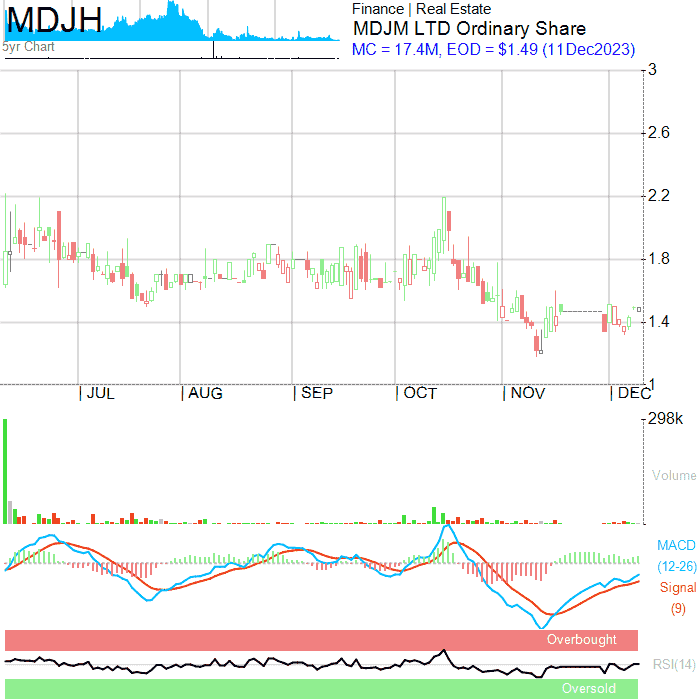 MDJH
5yr Chart
Finance | Real Estate
MDJM LTD Ordinary Share
MC = 17.4M, EOD = $1.49 (11Dec2023)
3
2.6
2.2
1.8
1.4
1
| JUL | AUG | SEP | OCT | NOV | DEC
298k
Volume
MACD
(12-26)
Signal
(9)
Overbought
RSI(14)
Oversold